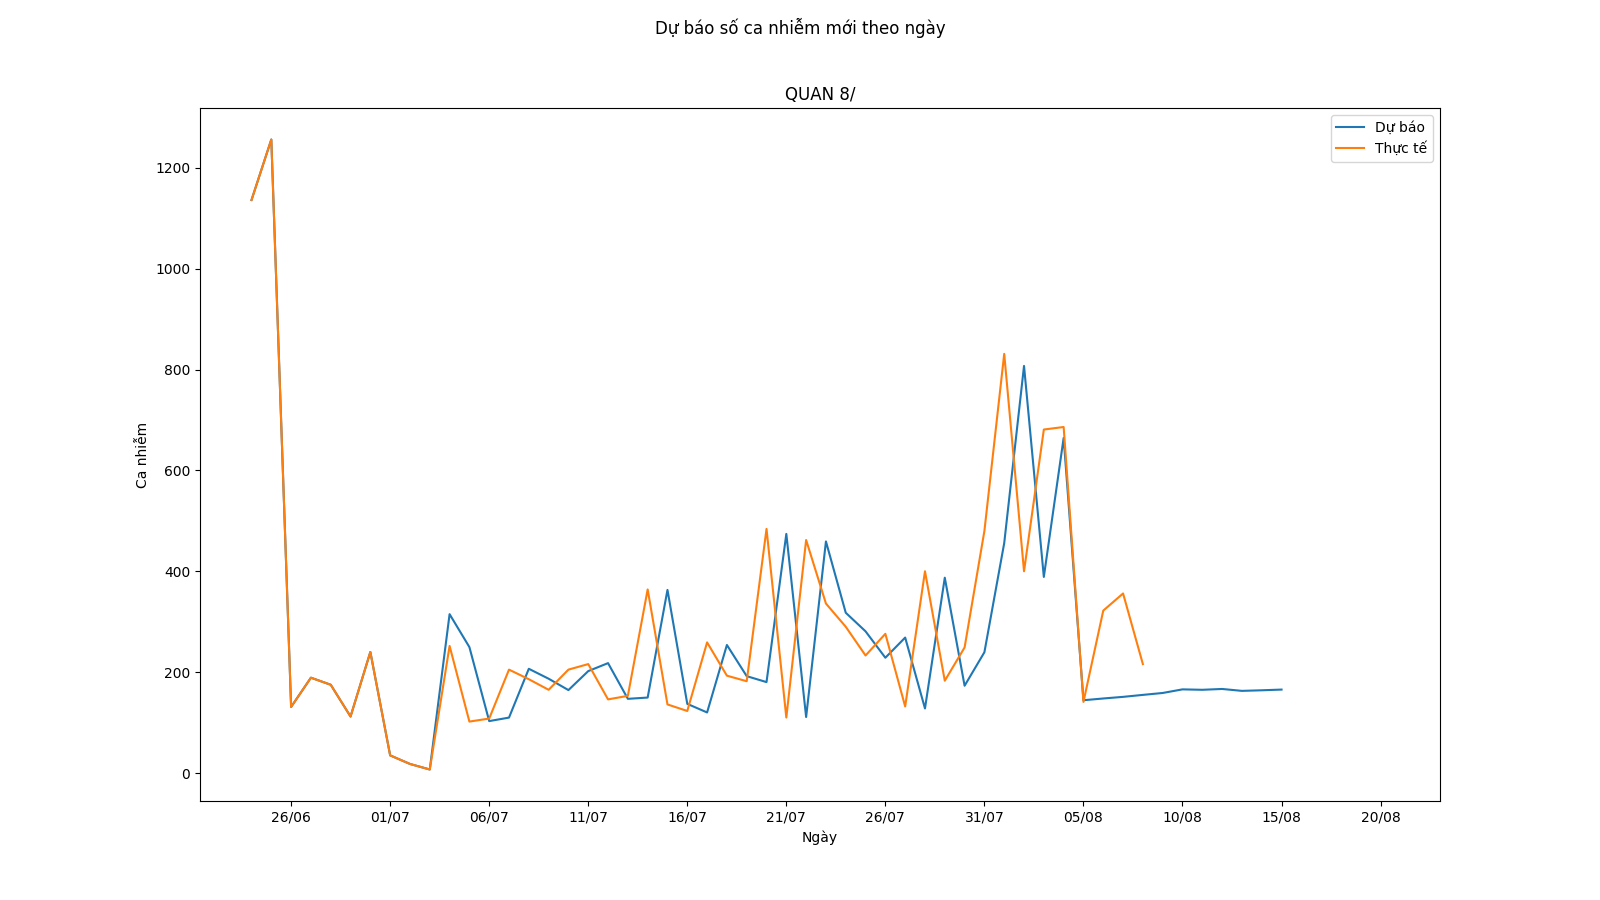 Dự báo số ca nhiễm mới theo ngày
QUAN 8/
Dự báo
Thực tế
1200
1000
800
600
400
200
0
Ca nhiễm
26/06 01/07 06/07 11/07 16/07 21/07 26/07 31/07 05/08 10/08 15/08 20/08
Ngày